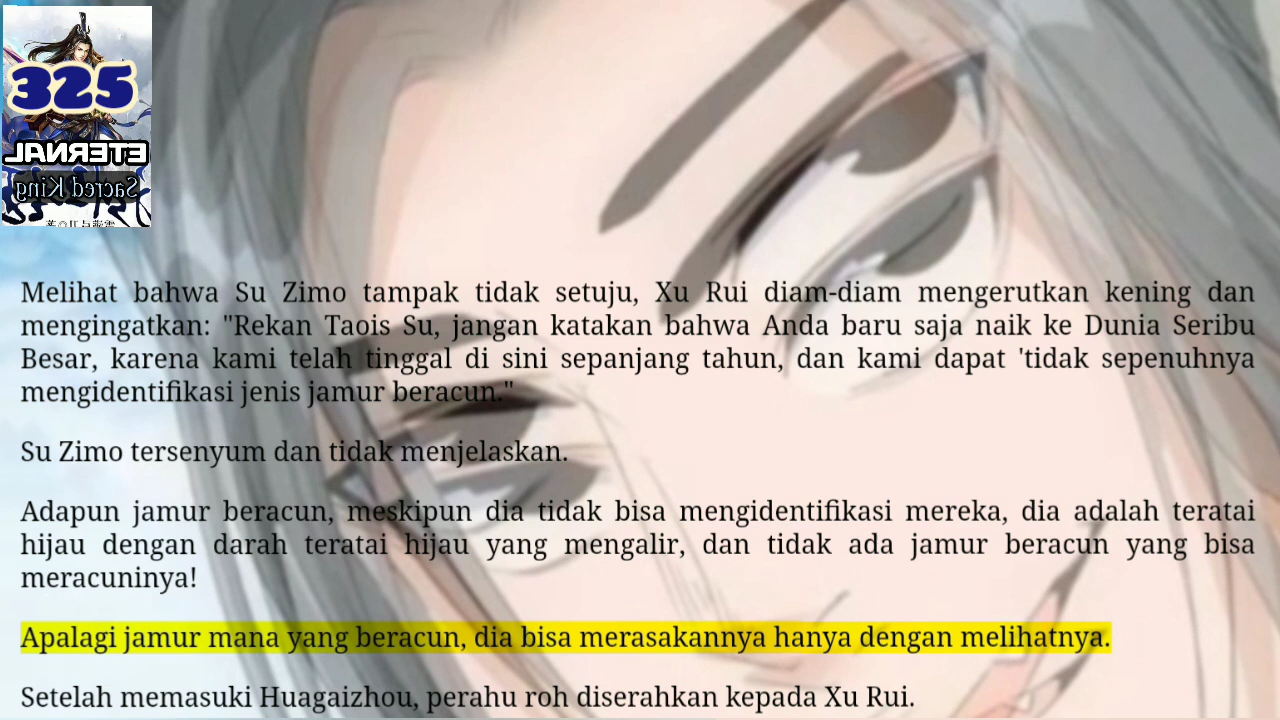 325
ETERNAL
Sacred King
Melihat bahwa Su Zimo tampak tidak setuju, Xu Rui diam-diam mengerutkan kening dan
mengingatkan: "Rekan Taois Su, jangan katakan bahwa Anda baru saja naik ke Dunia Seribu
Besar, karena kami telah tinggal di sini sepanjang tahun, dan kami dapat 'tidak sepenuhnya
mengidentifikasi jenis jamur beracun."
Su Zimo tersenyum dan tidak menjelaskan.
Adapun jamur beracun, meskipun dia tidak bisa mengidentifikasi mereka, dia adalah teratai
hijau dengan darah teratai hijau yang mengalir, dan tidak ada jamur beracun yang bisa
meracuninya!
Apalagi jamur mana yang beracun, dia bisa merasakannya hanya dengan melihatnya.
Setelah memasuki Huagaizhou, perahu roh diserahkan kepada Xu Rui.